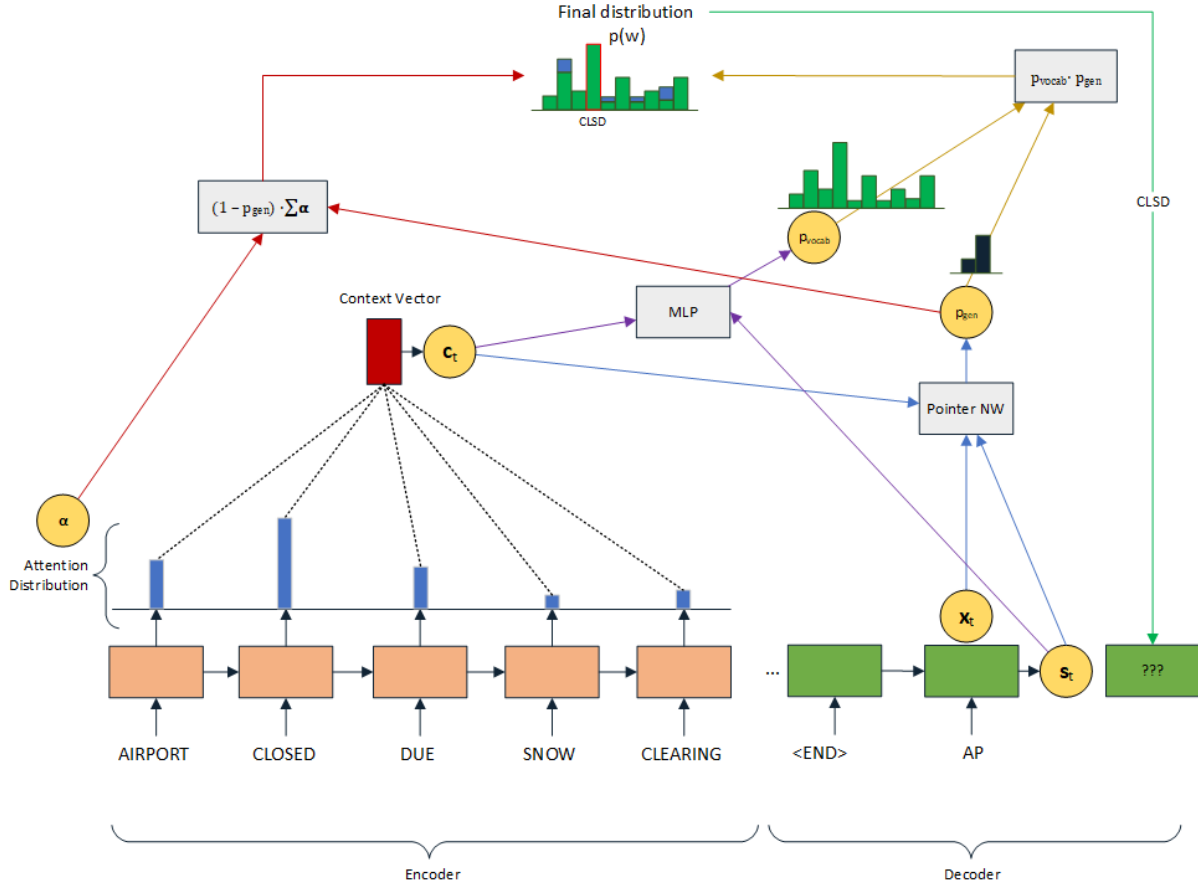 Final distribution
p(w)
CLSD
p_vocab. p_gen
(1 − p_gen) · ∑α
p_vocab
CLSD
p_gen
Context Vector
MLP
c_t
Pointer NW
α
Attention
Distribution
x_t
s_t
...
???
AIRPORT
CLOSED
DUE
SNOW
CLEARING
<END>
AP
Encoder
Decoder